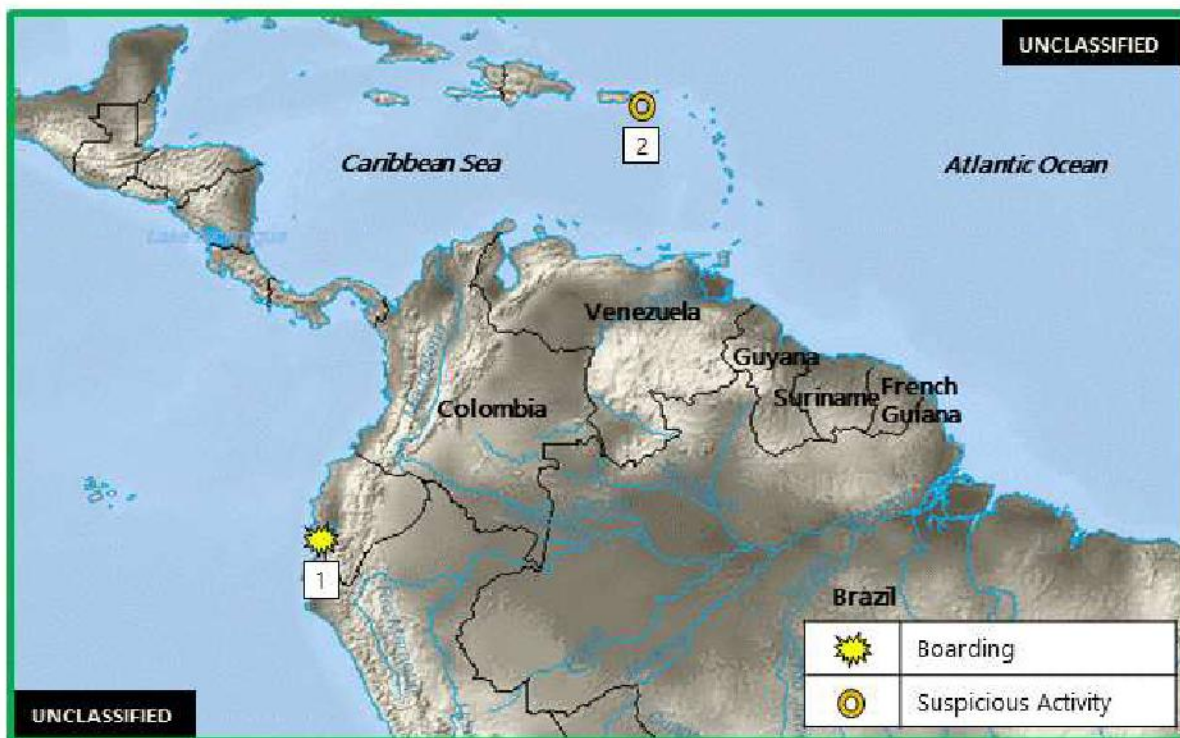 UNCLASSIFIED
2
Caribbean Sea
Atlantic Ocean
Venezuela
Guyana
Suriname
French
Guiana
Colombia
1
Brazil
Boarding
Suspicious Activity
UNCLASSIFIED